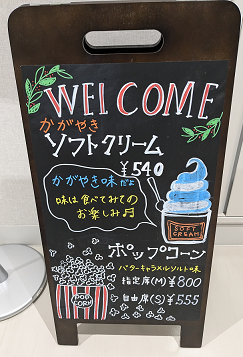 WELCOME
かがやき
ソフトクリーム
¥540
かがやき味だよ
味は食べてみての
お楽しみ♫
SOFT
CREAM
ポップコーン
バターキャラメルソルト味
指定席(M)¥800
自由席(S)¥555
POP
CORN